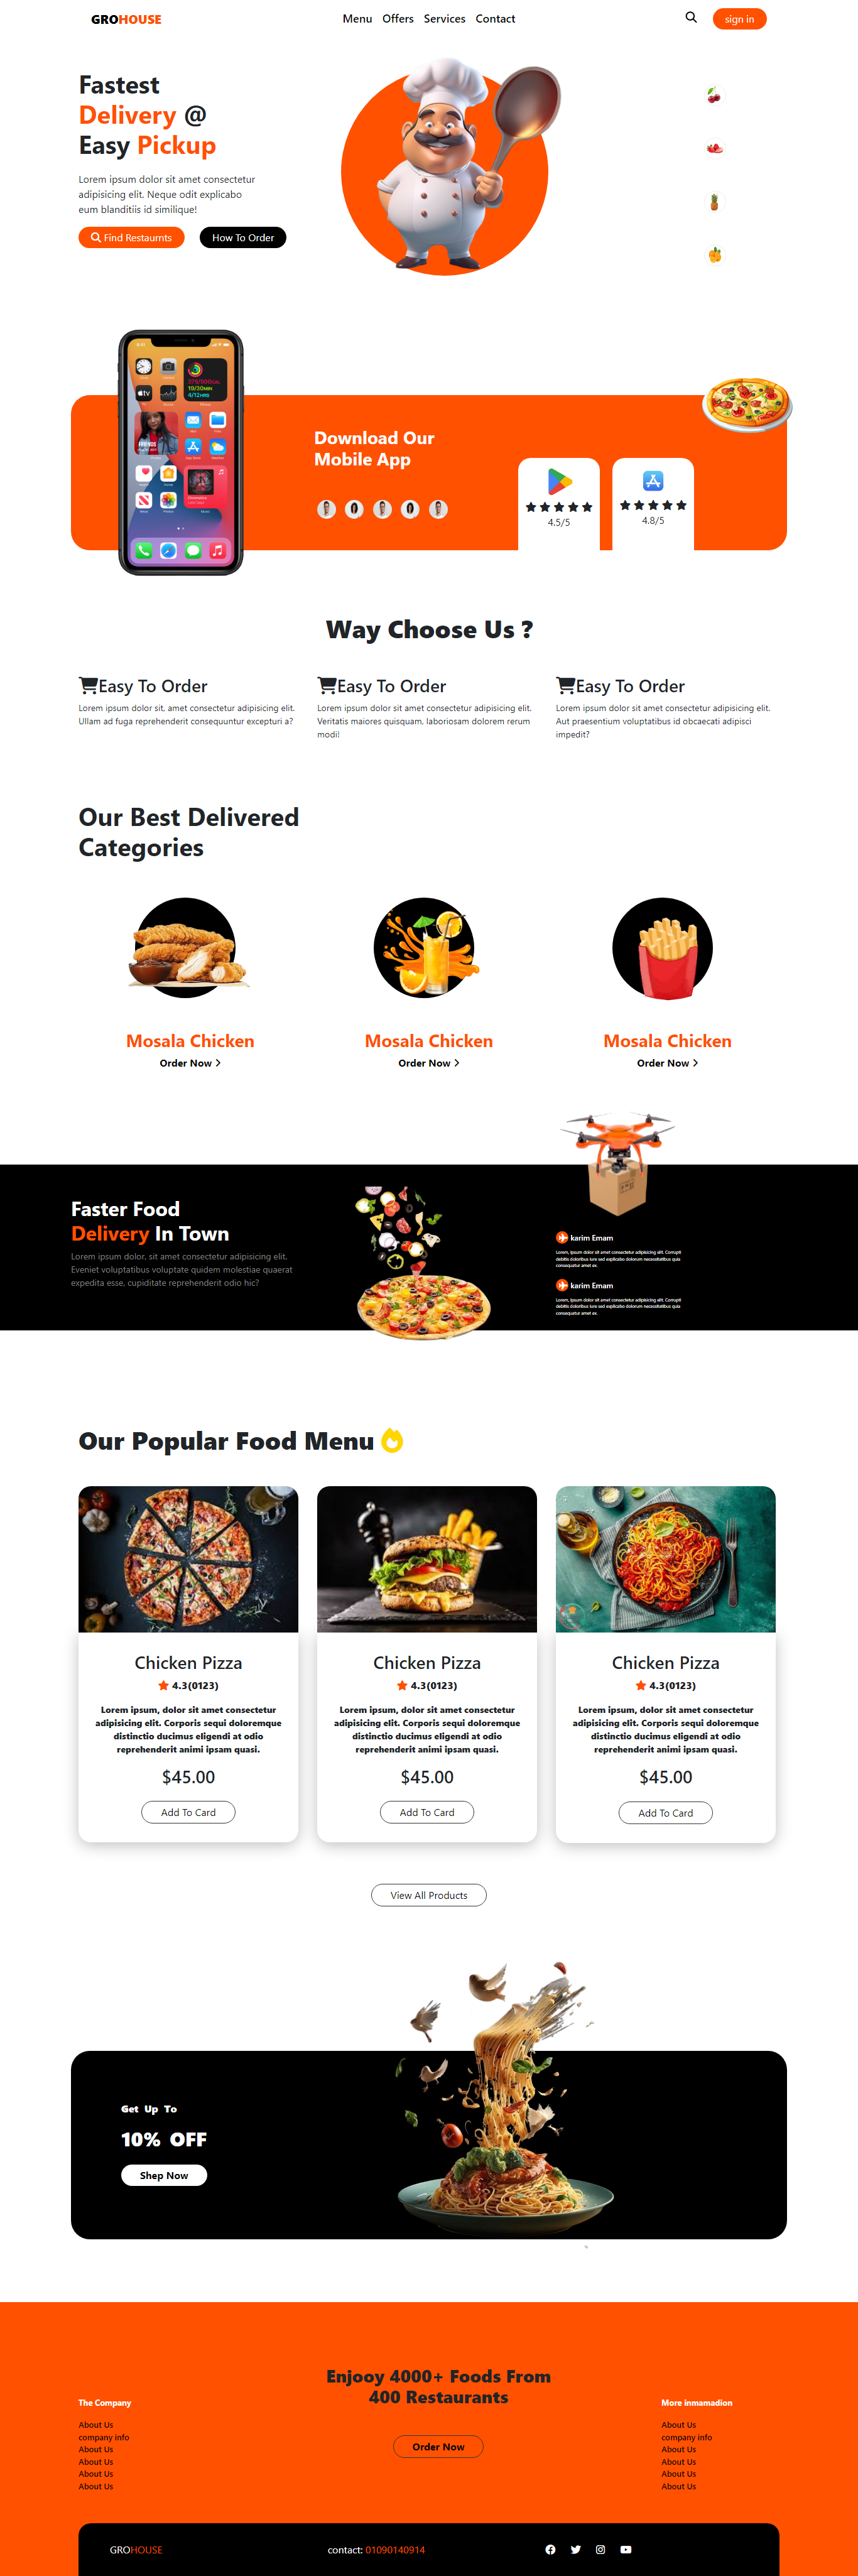 GROHOUSE
Menu Offers Services Contact
sign in
Fastest
Delivery @
Easy Pickup
Lorem ipsum dolor sit amet consectetur
adipisicing elit. Neque odit explicabo
eum blanditiis id similique!
Find Restaurnts
How To Order
Download Our
Mobile App
4.5/5
4.8/5
Way Choose Us ?
Easy To Order
Lorem ipsum dolor sit, amet consectetur adipisicing elit.
Ullam ad fuga reprehenderit consequuntur excepturi a?
Easy To Order
Lorem ipsum dolor sit amet consectetur adipisicing elit.
Veritatis maiores quisquam, laboriosam dolorem rerum
modi!
Easy To Order
Lorem ipsum dolor sit amet consectetur adipisicing elit.
Aut praesentium voluptatibus id obcaecati adipisci
impedit?
Our Best Delivered
Categories
Mosala Chicken
Order Now
Mosala Chicken
Order Now
Mosala Chicken
Order Now
Faster Food
Delivery In Town
Lorem ipsum dolor, sit amet consectetur adipisicing elit.
Eveniet voluptatibus voluptate quidem molestiae quaerat
expedita esse, cupiditate reprehenderit odio hic?
karim Emam
Lorem, ipsum dolor sit amet consectetur adipisicing elit. Corrupti
debitis doloribus iure sed explicabo dolorum necessitatibus quia
consequatur amet ex.
karim Emam
Lorem, ipsum dolor sit amet consectetur adipisicing elit. Corrupti
debitis doloribus iure sed explicabo dolorum necessitatibus quia
consequatur amet ex.
Our Popular Food Menu
Chicken Pizza
4.3(0123)
Lorem ipsum, dolor sit amet consectetur
adipisicing elit. Corporis sequi doloremque
distinctio ducimus eligendi at odio
reprehenderit animi ipsam quasi.
$45.00
Add To Card
Chicken Pizza
4.3(0123)
Lorem ipsum, dolor sit amet consectetur
adipisicing elit. Corporis sequi doloremque
distinctio ducimus eligendi at odio
reprehenderit animi ipsam quasi.
$45.00
Add To Card
Chicken Pizza
4.3(0123)
Lorem ipsum, dolor sit amet consectetur
adipisicing elit. Corporis sequi doloremque
distinctio ducimus eligendi at odio
reprehenderit animi ipsam quasi.
$45.00
Add To Card
View All Products
Get Up To
10% OFF
Shep Now
Enjooy 4000+ Foods From
400 Restaurants
Order Now
The Company
About Us
company info
About Us
About Us
About Us
About Us
More inmamadion
About Us
company info
About Us
About Us
About Us
About Us
GROHOUSE
contact: 01090140914